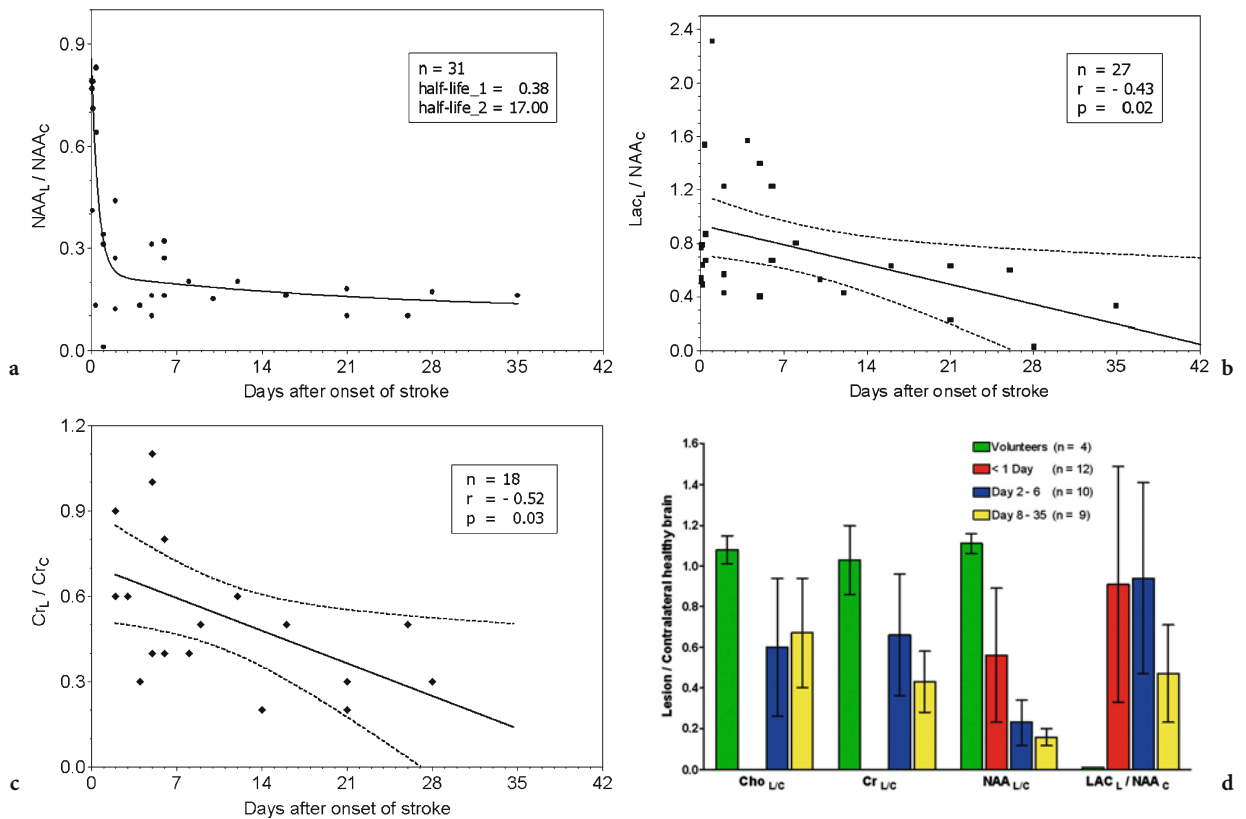 0.9
0.6
0.3
0.0
NAA_L / NAA_C
n = 31
half-life_1 = 0.38
half-life_2 = 17.00
0 7 14 21 28 35 42
Days after onset of stroke
a
2.4
2.0
1.6
1.2
0.8
0.4
0.0
Lac_L / NAA_C
n = 27
r = - 0.43
p = 0.02
0 7 14 21 28 35 42
Days after onset of stroke
b
1.2
0.9
0.6
0.3
0.0
Cr_L / Cr_C
n = 18
r = - 0.52
p = 0.03
0 7 14 21 28 35 42
Days after onset of stroke
c
1.6
1.4
1.2
1.0
0.8
0.6
0.4
0.2
0.0
Lesion / Contralateral healthy brain
Volunteers (n = 4)
< 1 Day (n = 12)
Day 2 - 6 (n = 10)
Day 8 - 35 (n = 9)
Cho L/C Cr L/C NAA L/C LAC L / NAA C
d